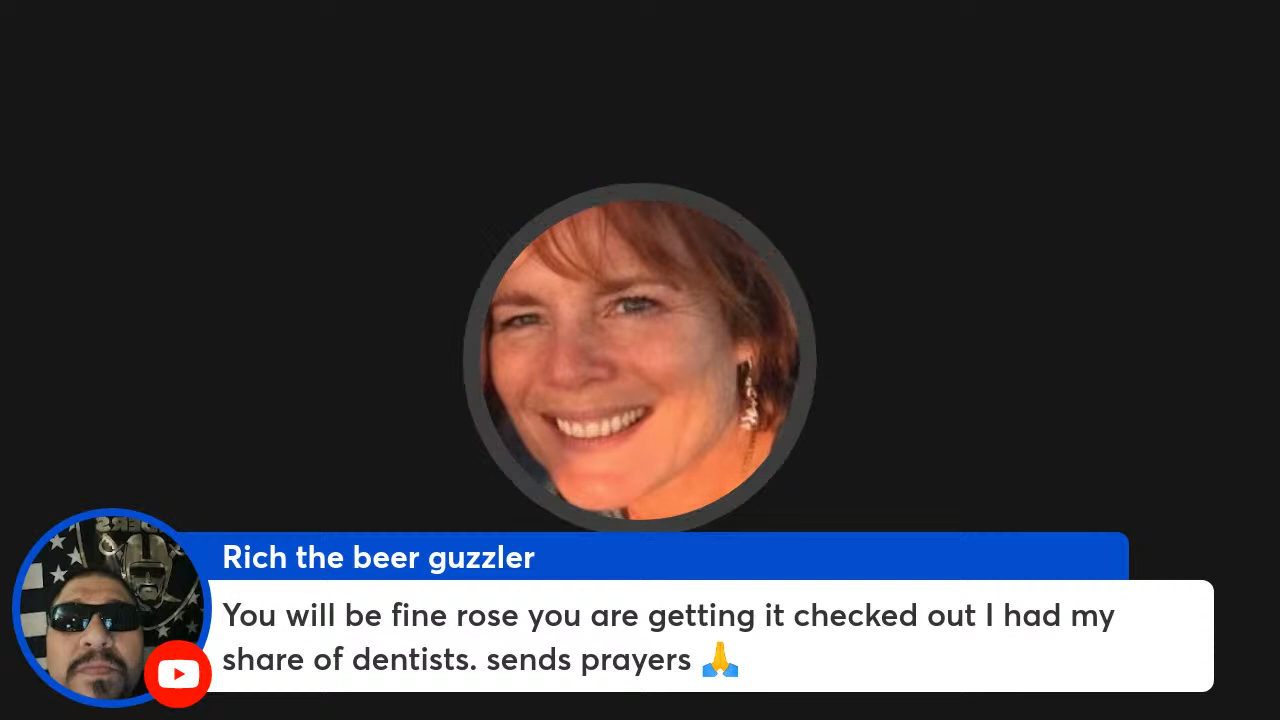 Rich the beer guzzler
You will be fine rose you are getting it checked out I had my
share of dentists. sends prayers 🙏